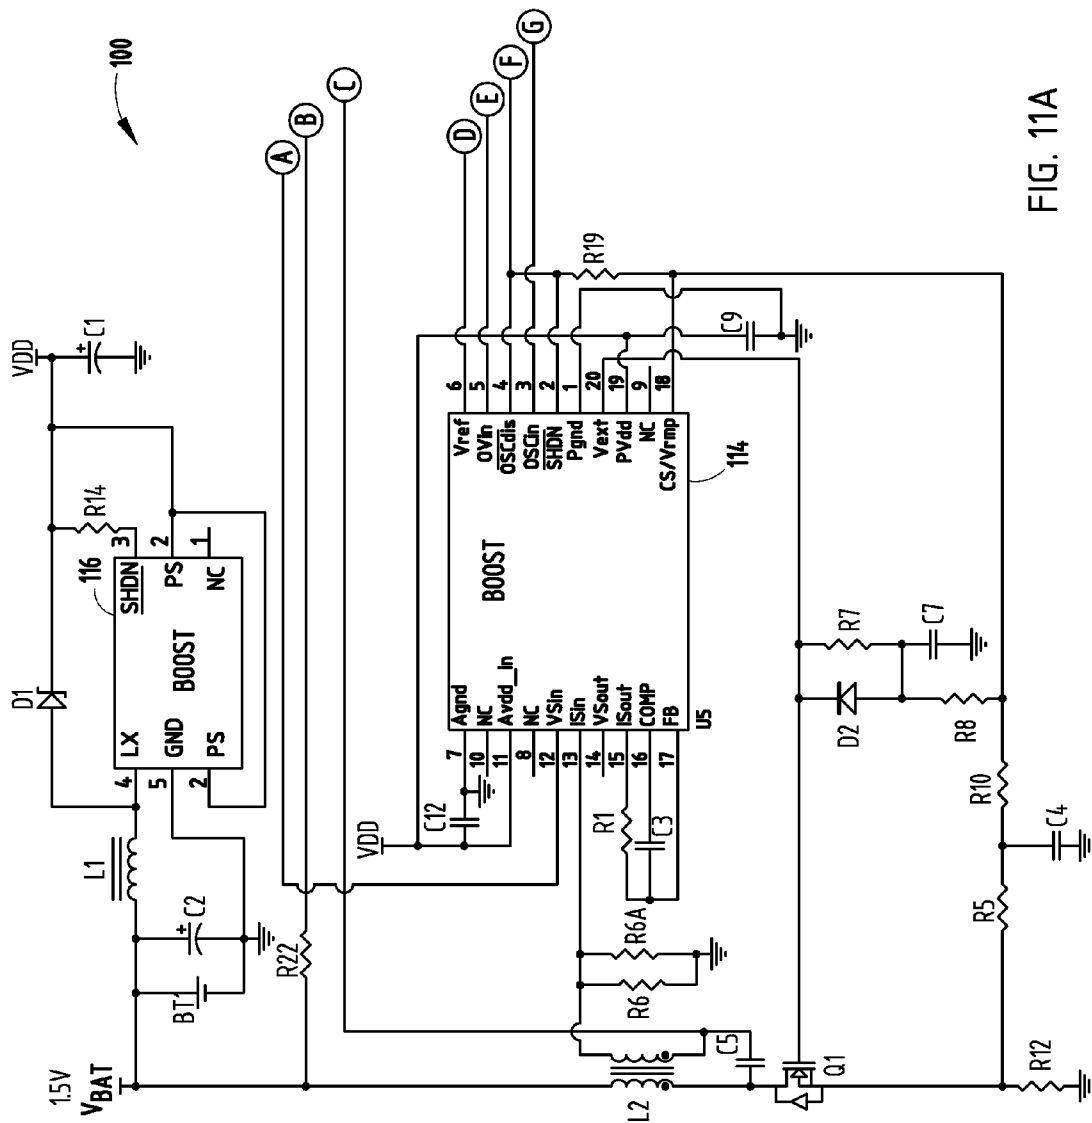 100
A
B
C
D
E
F
G
FIG. 11A
VDD
+
C1
R14
116
3
2
1
SHDN
PS
NC
BOOST
LX
GND
PS
4
5
2
D1
L1
+
C2
BT1
1.5V
VBAT
R22
VDD
C12
6
5
4
3
2
1
20
19
9
18
Vref
OVin
OSCdis
OSCin
SHDN
Pgnd
Vext
PVdd
NC
CS/Vrmp
BOOST
114
R19
C9
Agnd
NC
Avdd_in
NC
VSin
ISin
VSout
ISout
COMP
FB
U5
7
10
11
8
12
13
14
15
16
17
R1
C3
R6A
R6
L2
C5
Q1
R12
R5
C4
R10
R8
D2
R7
C7